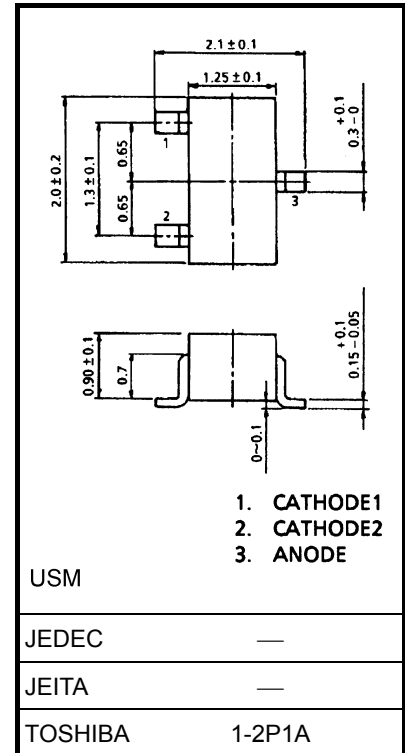 2.1±0.1
1.25±0.1
+0.1
0.3-0
2.0±0.2
1.3±0.1
0.65
0.65
1
2
3
0.90±0.1
0.7
+0.1
0.15-0.05
0~0.1
1. CATHODE1
2. CATHODE2
3. ANODE
USM
JEDEC —
JEITA —
TOSHIBA 1-2P1A